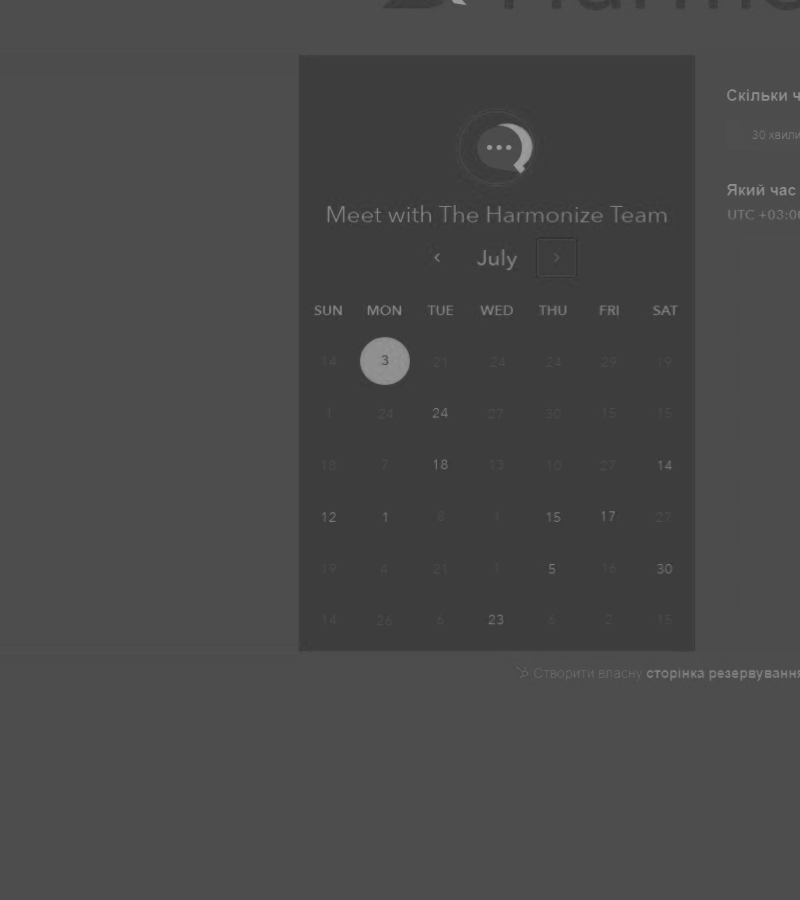 Meet with The Harmonize Team
July
SUN MON TUE WED THU FRI SAT
14 3 21 24 24 29 19
1 24 24 27 30 15 15
18 7 18 13 10 27 14
12 1 8 15 17 27
19 4 21 1 5 16 30
14 26 6 23 6 2 15
Скільки
30
Який час
UTC +03:00
Створити власну сторінка резервування